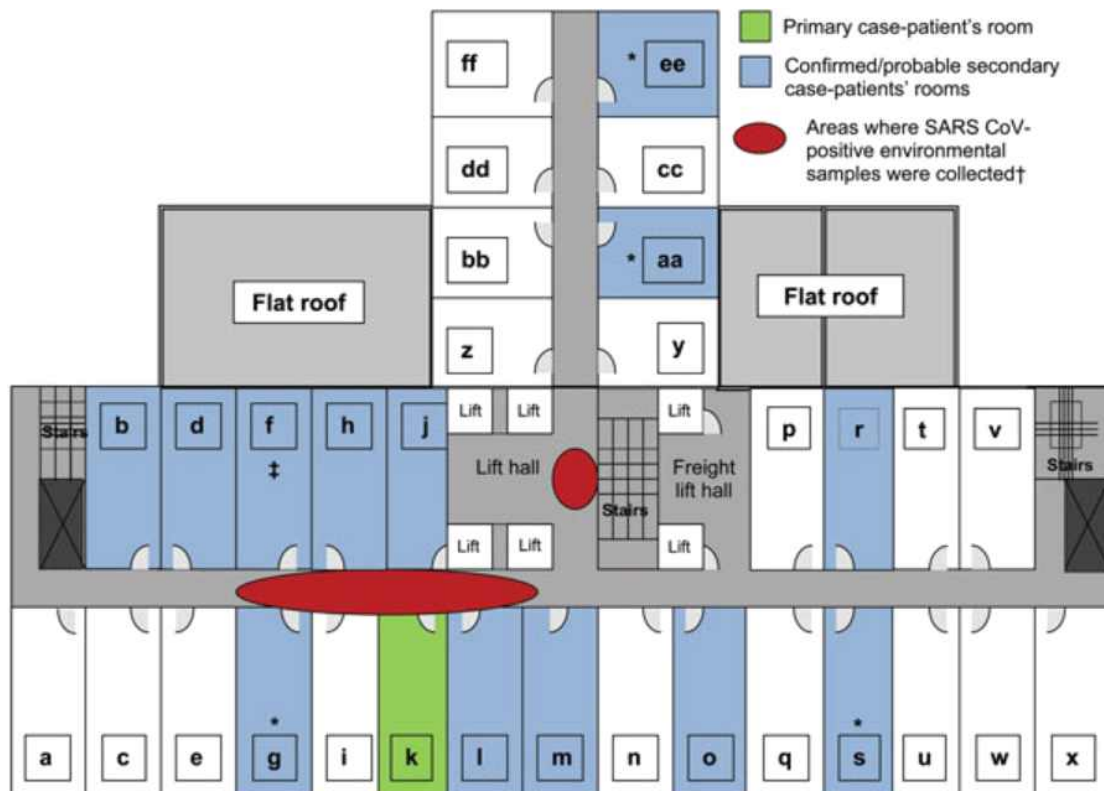 ff
* ee
Primary case-patient's room
Confirmed/probable secondary
case-patients' rooms
Areas where SARS CoV-
positive environmental
samples were collected†
dd
cc
bb
* aa
Flat roof
Flat roof
z
y
Stairs
b
d
f
‡
h
j
Lift
Lift
Lift
p
r
t
v
Stairs
Lift hall
Freight
lift hall
Stairs
Lift
Lift
Lift
a
c
e
*
g
i
k
l
m
n
o
q
*
s
u
w
x